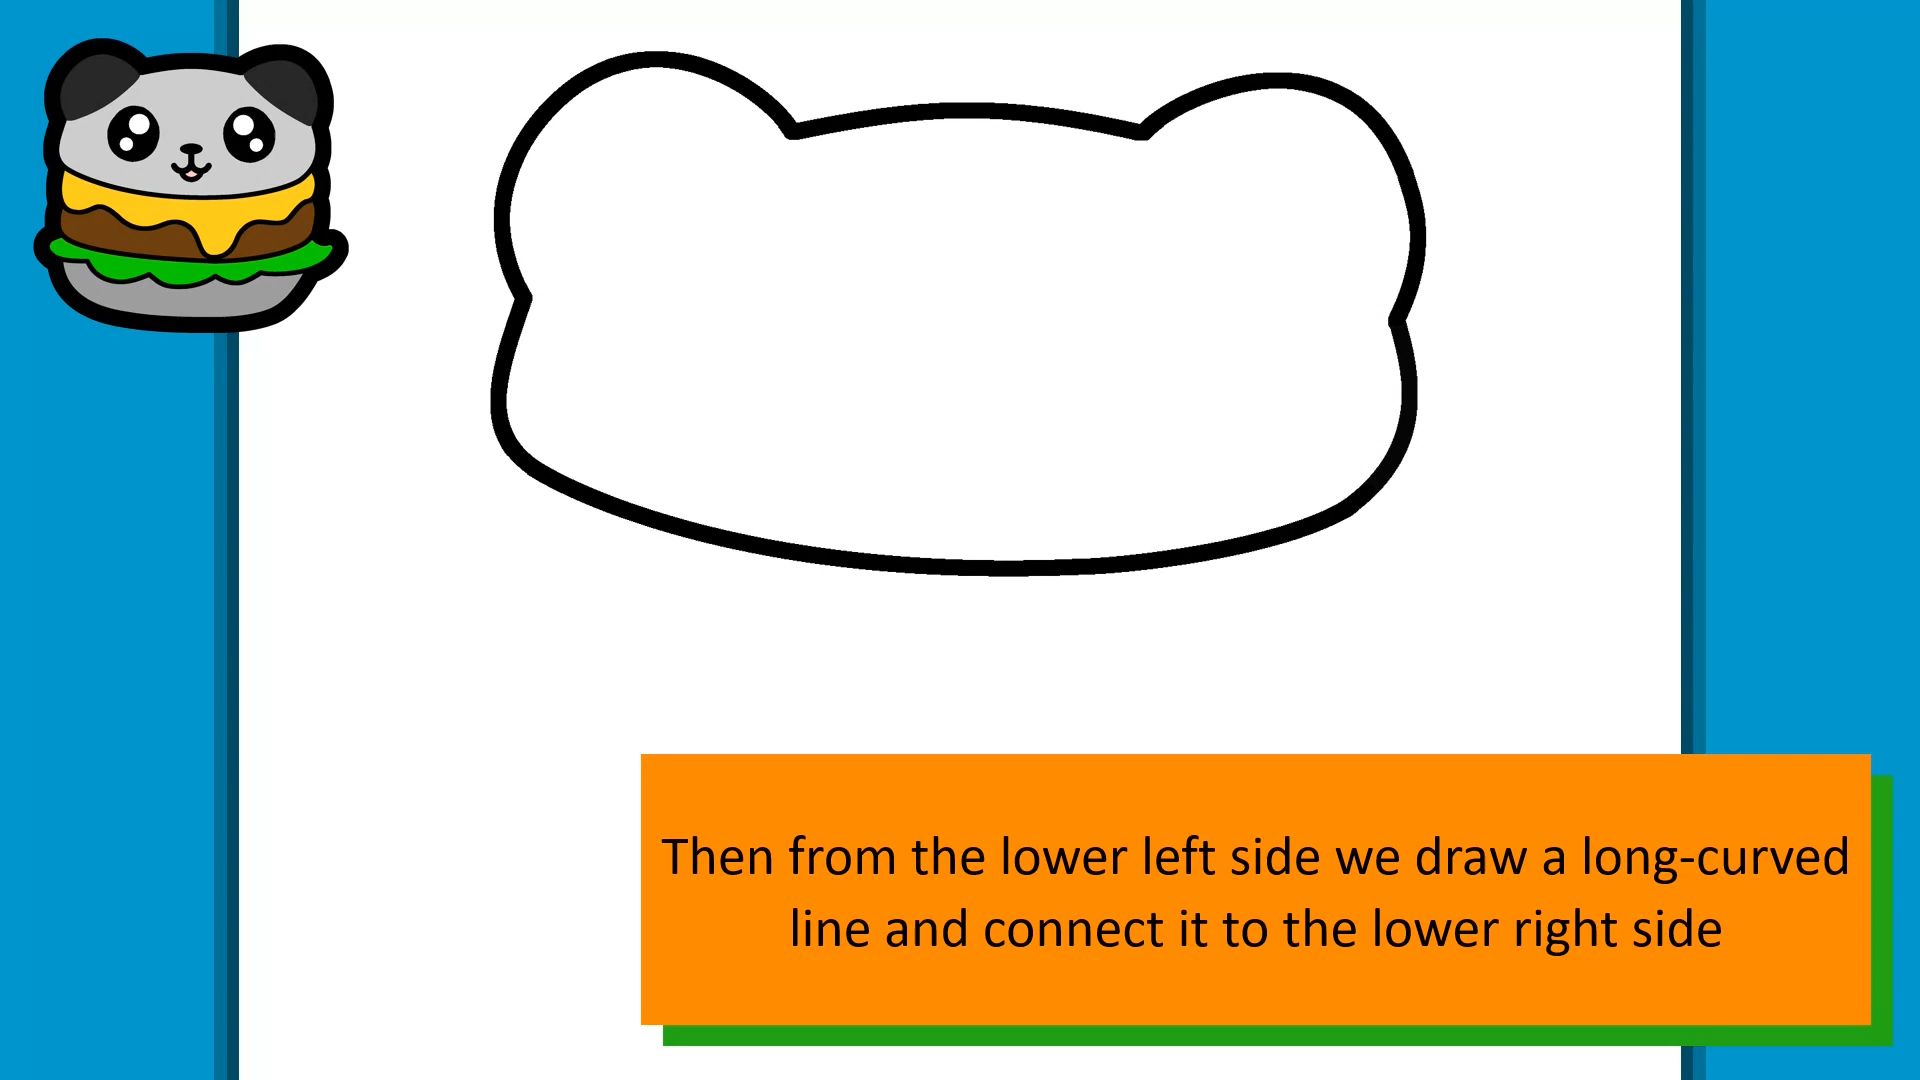 Then from the lower left side we draw a long-curved
line and connect it to the lower right side